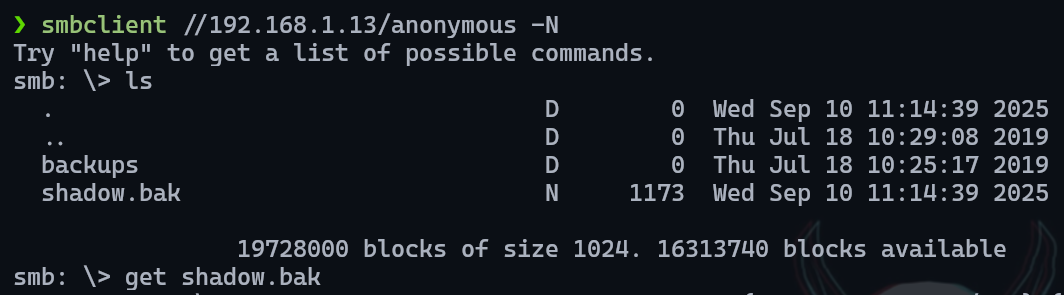 ❯ smbclient //192.168.1.13/anonymous -N
Try "help" to get a list of possible commands.
smb: \> ls
  .                                   D        0  Wed Sep 10 11:14:39 2025
  ..                                  D        0  Thu Jul 18 10:29:08 2019
  backups                             D        0  Thu Jul 18 10:25:17 2019
  shadow.bak                          N     1173  Wed Sep 10 11:14:39 2025
                19728000 blocks of size 1024. 16313740 blocks available
smb: \> get shadow.bak